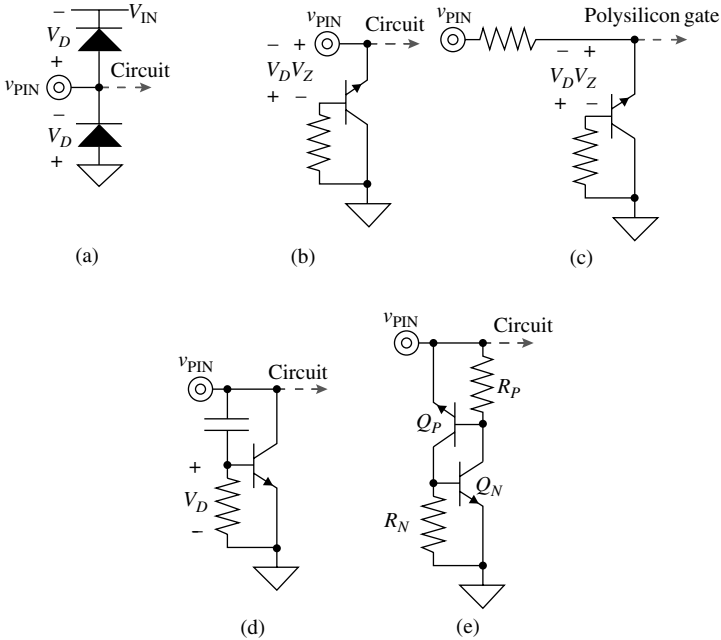 − V_IN
V_D
+
v_PIN Circuit
−
V_D
+
(a)
v_PIN
− + Circuit
V_D V_Z
+ −
(b)
v_PIN Polysilicon gate
− +
V_D V_Z
+ −
(c)
v_PIN
Circuit
+
V_D
−
(d)
v_PIN
Circuit
R_P
Q_P
Q_N
R_N
(e)